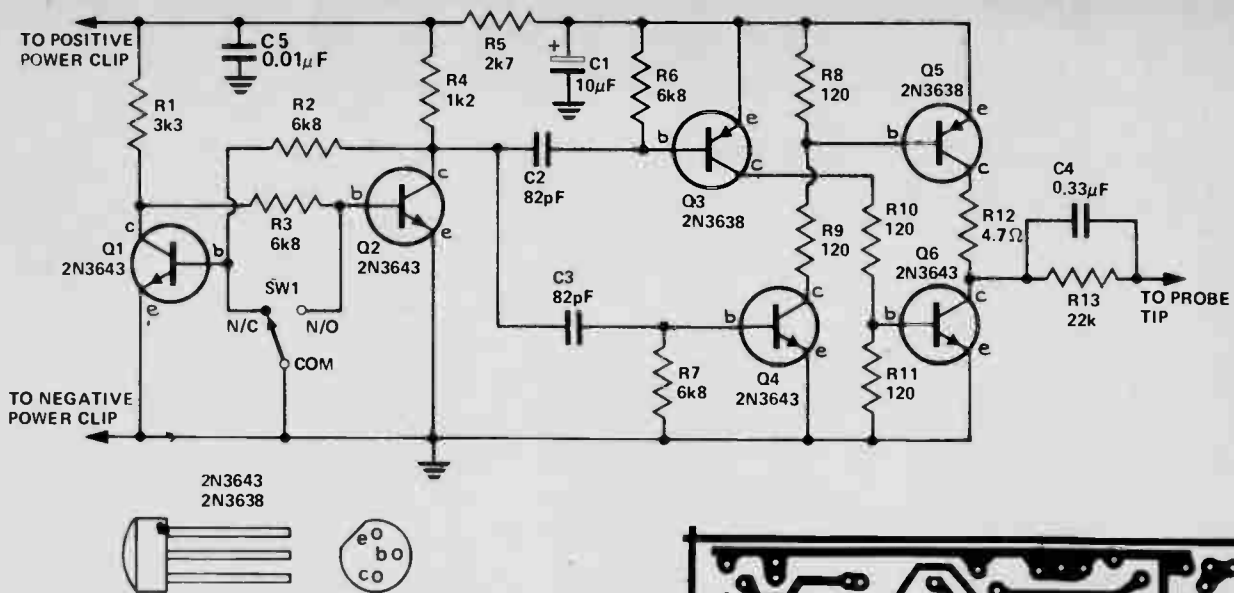 TO POSITIVE
POWER CLIP
C5
0.01µF
R5
2k7
+
C1
10µF
R1
3k3
R2
6k8
R4
1k2
R6
6k8
R8
120
Q5
2N3638
e
b
c
e
b
c
Q3
2N3638
C2
82pF
C4
0.33µF
R3
6k8
b
c
e
Q2
2N3643
c
b
e
Q1
2N3643
SW1
N/C
N/O
COM
R9
120
R10
120
R12
4.7Ω
Q6
2N3643
c
b
e
R13
22k
TO PROBE
TIP
C3
82pF
b
c
e
Q4
2N3643
R7
6k8
R11
120
TO NEGATIVE
POWER CLIP
2N3643
2N3638
e
b
c